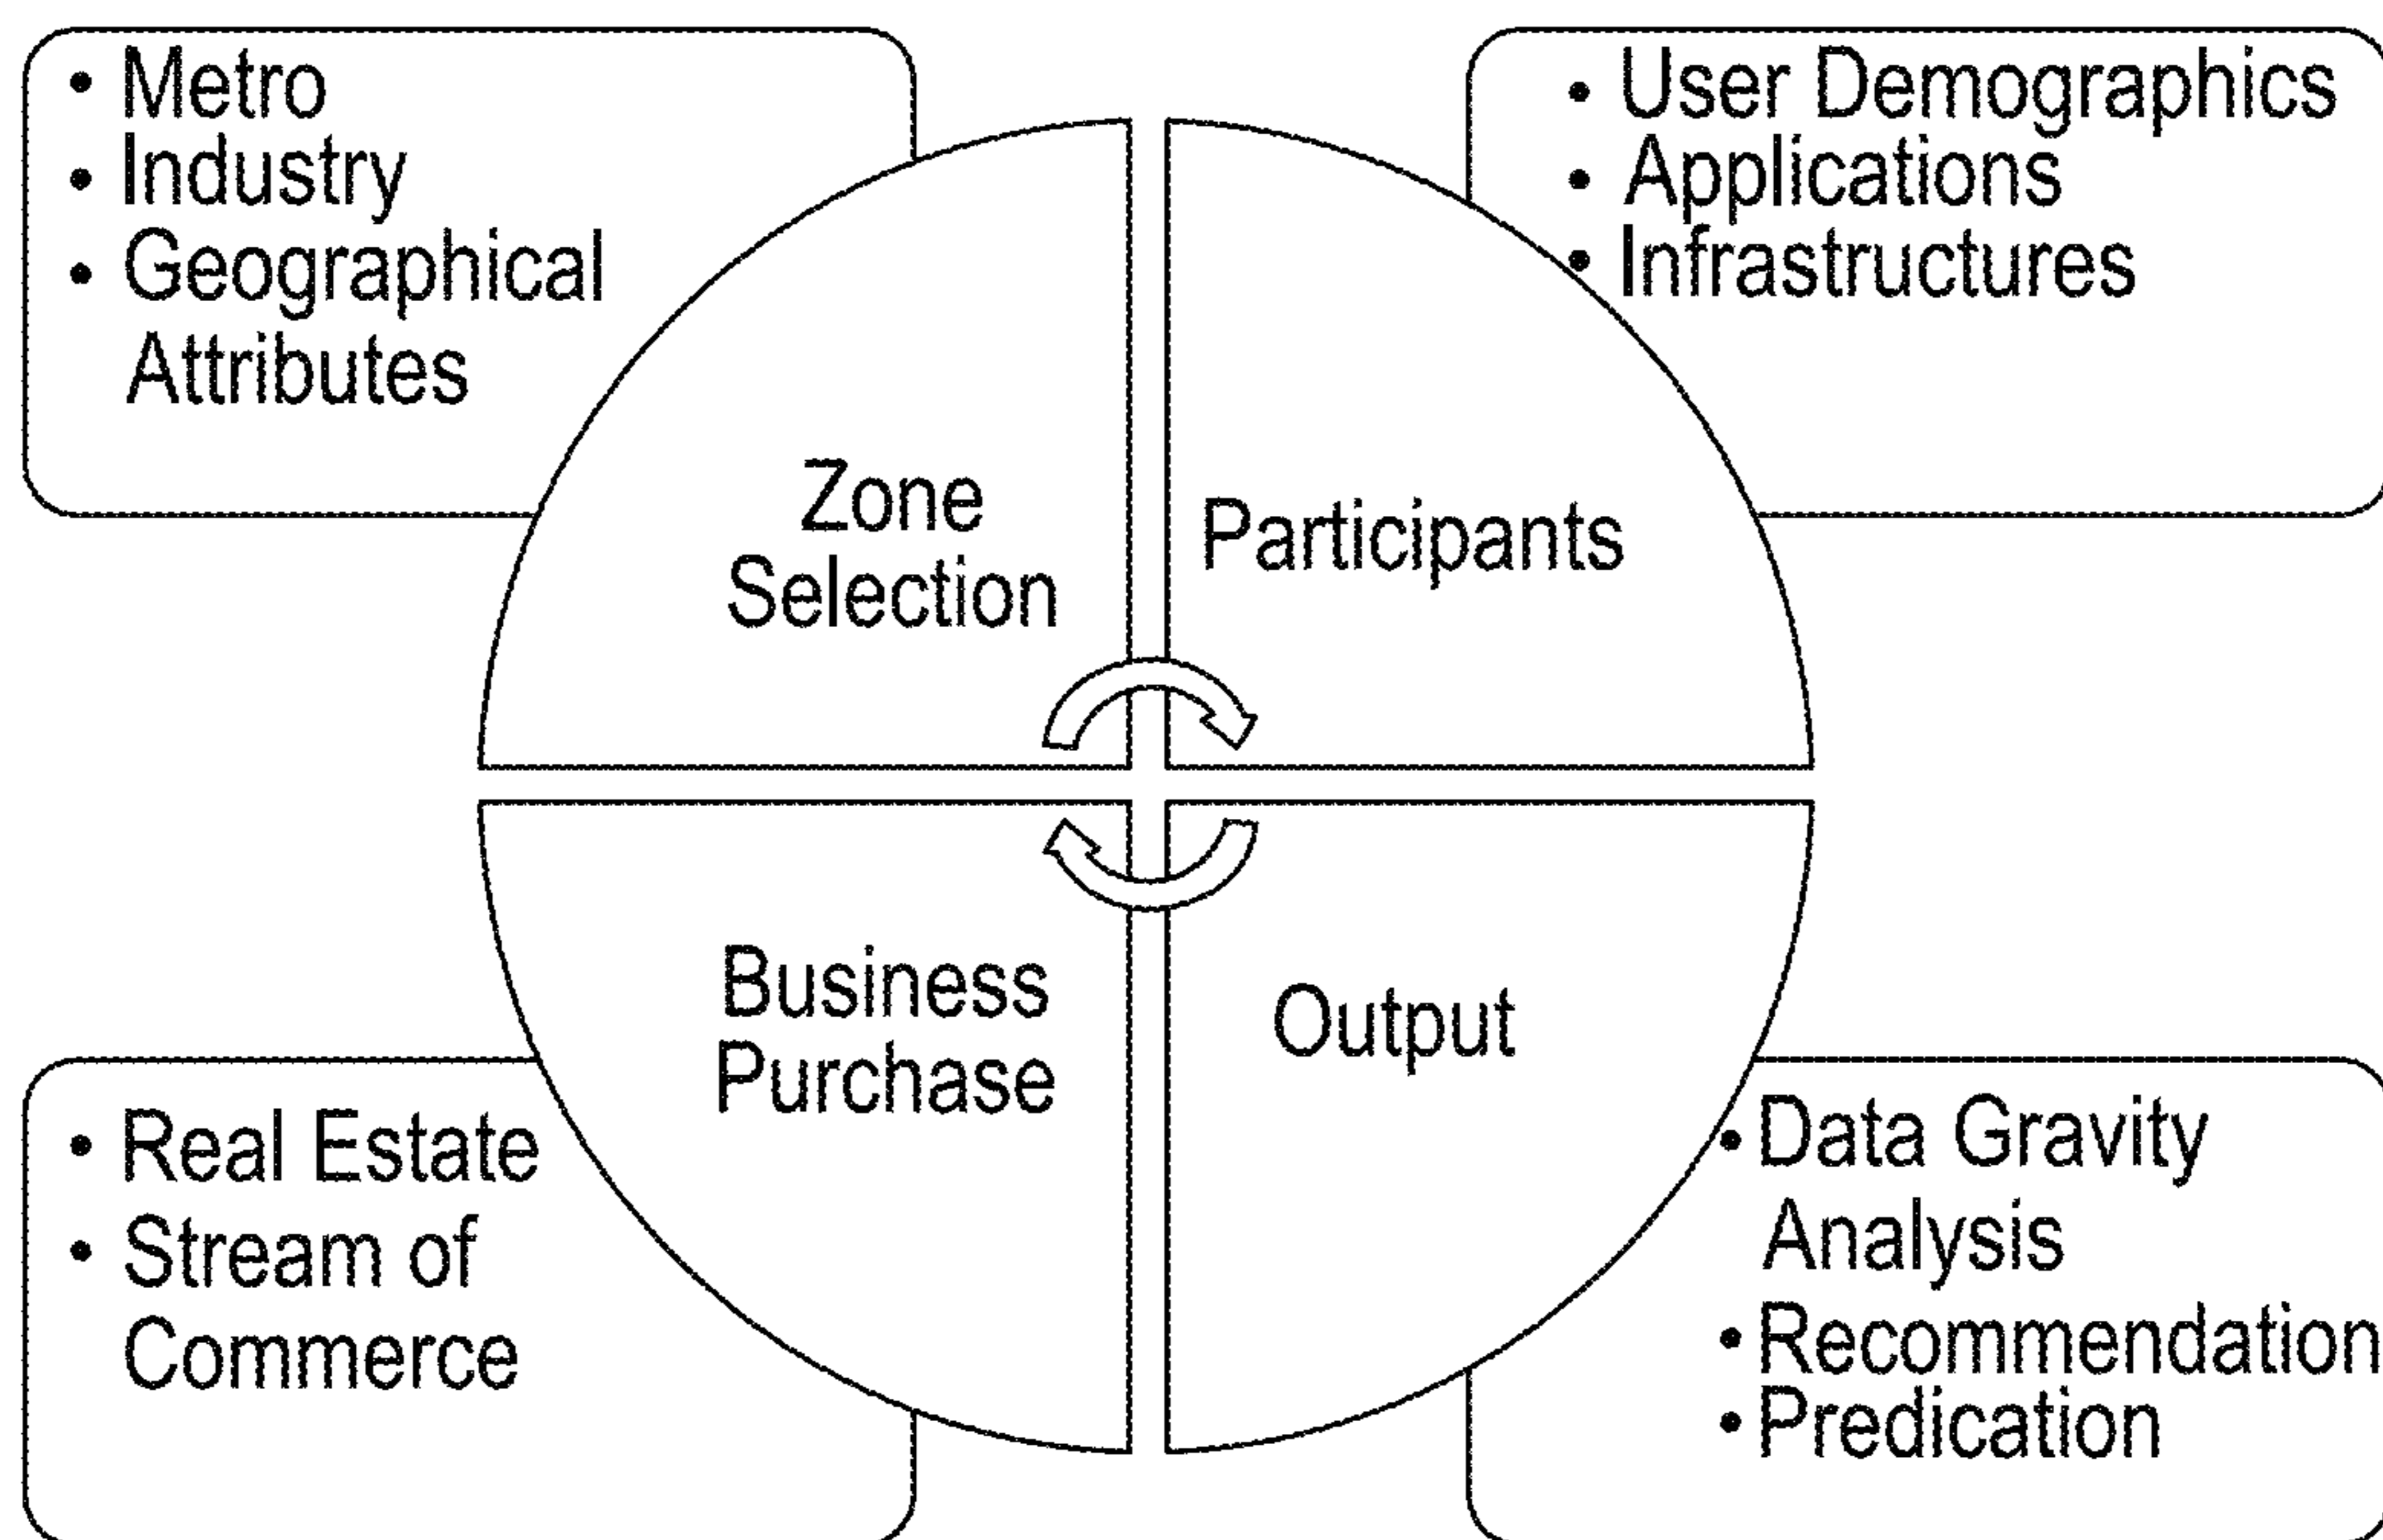 • Metro
• Industry
• Geographical
Attributes
• User Demographics
• Applications
• Infrastructures
Zone
Selection
Participants
Business
Purchase
Output
• Real Estate
• Stream of
Commerce
• Data Gravity
Analysis
• Recommendation
• Predication